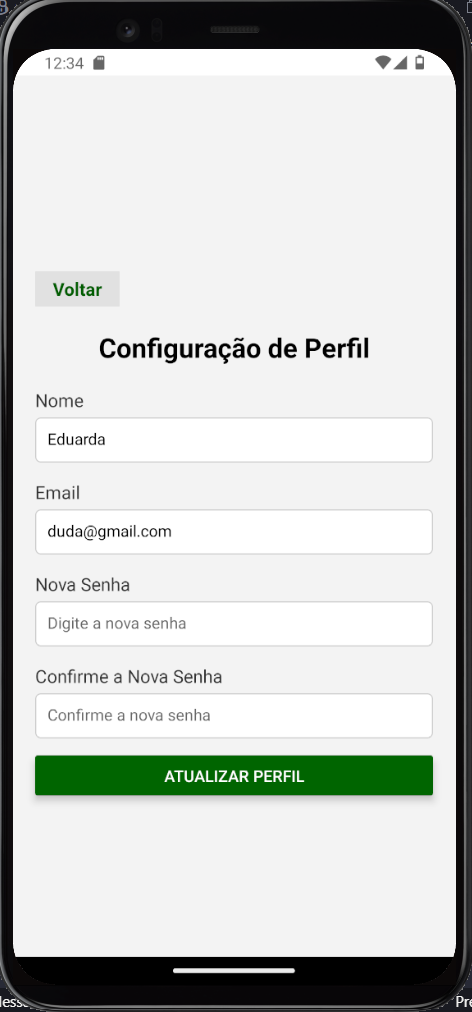 12:34
Voltar
Configuração de Perfil
Nome
Eduarda
Email
duda@gmail.com
Nova Senha
Digite a nova senha
Confirme a Nova Senha
Confirme a nova senha
ATUALIZAR PERFIL